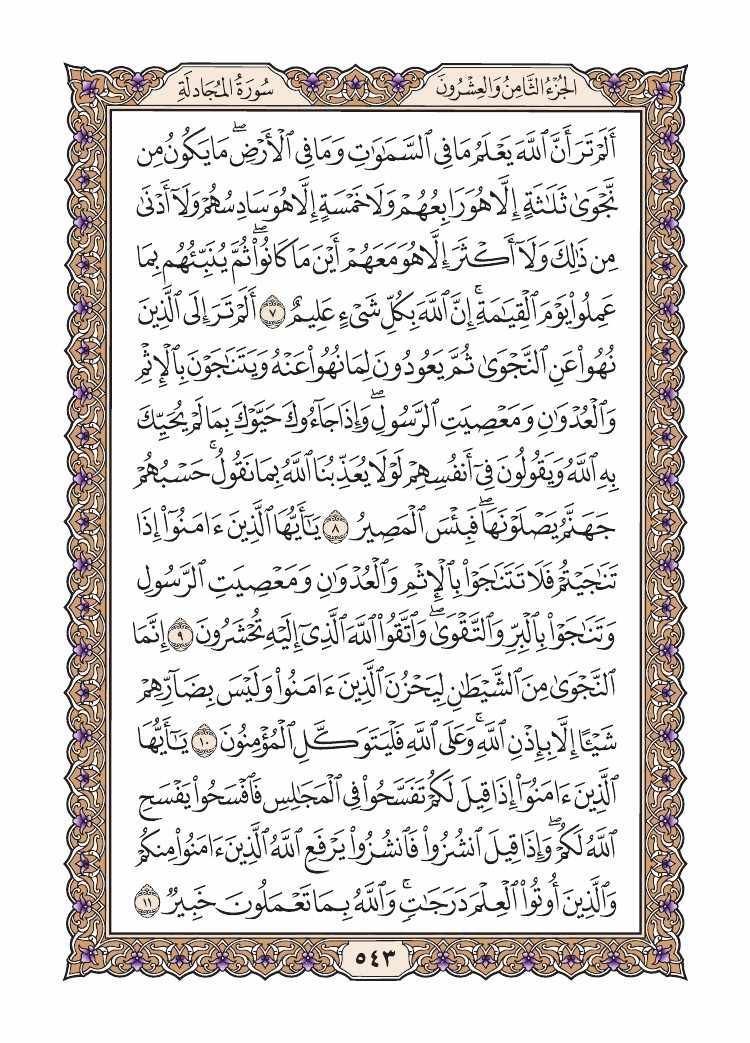 الجُزْءُ الثَّامِنُ وَالعِشْرُونَ
سُورَةُ المُجَادلَةِ
أَلَمۡ تَرَ أَنَّ ٱللَّهَ يَعۡلَمُ مَا فِي ٱلسَّمَٰوَٰتِ وَمَا فِي ٱلۡأَرۡضِۖ مَا يَكُونُ مِن
نَّجۡوَىٰ ثَلَٰثَةٍ إِلَّا هُوَ رَابِعُهُمۡ وَلَا خَمۡسَةٍ إِلَّا هُوَ سَادِسُهُمۡ وَلَآ أَدۡنَىٰ
مِن ذَٰلِكَ وَلَآ أَكۡثَرَ إِلَّا هُوَ مَعَهُمۡ أَيۡنَ مَا كَانُواْۖ ثُمَّ يُنَبِّئُهُم بِمَا
عَمِلُواْ يَوۡمَ ٱلۡقِيَٰمَةِۚ إِنَّ ٱللَّهَ بِكُلِّ شَيۡءٍ عَلِيمٌ ٧ أَلَمۡ تَرَ إِلَى ٱلَّذِينَ
نُهُواْ عَنِ ٱلنَّجۡوَىٰ ثُمَّ يَعُودُونَ لِمَا نُهُواْ عَنۡهُ وَيَتَنَٰجَوۡنَ بِٱلۡإِثۡمِ
وَٱلۡعُدۡوَٰنِ وَمَعۡصِيَتِ ٱلرَّسُولِۖ وَإِذَا جَآءُوكَ حَيَّوۡكَ بِمَا لَمۡ يُحَيِّكَ
بِهِ ٱللَّهُ وَيَقُولُونَ فِيٓ أَنفُسِهِمۡ لَوۡلَا يُعَذِّبُنَا ٱللَّهُ بِمَا نَقُولُۚ حَسۡبُهُمۡ
جَهَنَّمُ يَصۡلَوۡنَهَاۖ فَبِئۡسَ ٱلۡمَصِيرُ ٨ يَٰٓأَيُّهَا ٱلَّذِينَ ءَامَنُوٓاْ إِذَا
تَنَٰجَيۡتُمۡ فَلَا تَتَنَٰجَوۡاْ بِٱلۡإِثۡمِ وَٱلۡعُدۡوَٰنِ وَمَعۡصِيَتِ ٱلرَّسُولِ
وَتَنَٰجَوۡاْ بِٱلۡبِرِّ وَٱلتَّقۡوَىٰۖ وَٱتَّقُواْ ٱللَّهَ ٱلَّذِيٓ إِلَيۡهِ تُحۡشَرُونَ ٩ إِنَّمَا
ٱلنَّجۡوَىٰ مِنَ ٱلشَّيۡطَٰنِ لِيَحۡزُنَ ٱلَّذِينَ ءَامَنُواْ وَلَيۡسَ بِضَآرِّهِمۡ
شَيۡـًٔا إِلَّا بِإِذۡنِ ٱللَّهِۚ وَعَلَى ٱللَّهِ فَلۡيَتَوَكَّلِ ٱلۡمُؤۡمِنُونَ ١٠ يَٰٓأَيُّهَا
ٱلَّذِينَ ءَامَنُوٓاْ إِذَا قِيلَ لَكُمۡ تَفَسَّحُواْ فِي ٱلۡمَجَٰلِسِ فَٱفۡسَحُواْ يَفۡسَحِ
ٱللَّهُ لَكُمۡۖ وَإِذَا قِيلَ ٱنشُزُواْ فَٱنشُزُواْ يَرۡفَعِ ٱللَّهُ ٱلَّذِينَ ءَامَنُواْ مِنكُمۡ
وَٱلَّذِينَ أُوتُواْ ٱلۡعِلۡمَ دَرَجَٰتٖۚ وَٱللَّهُ بِمَا تَعۡمَلُونَ خَبِيرٞ ١١
٥٤٣